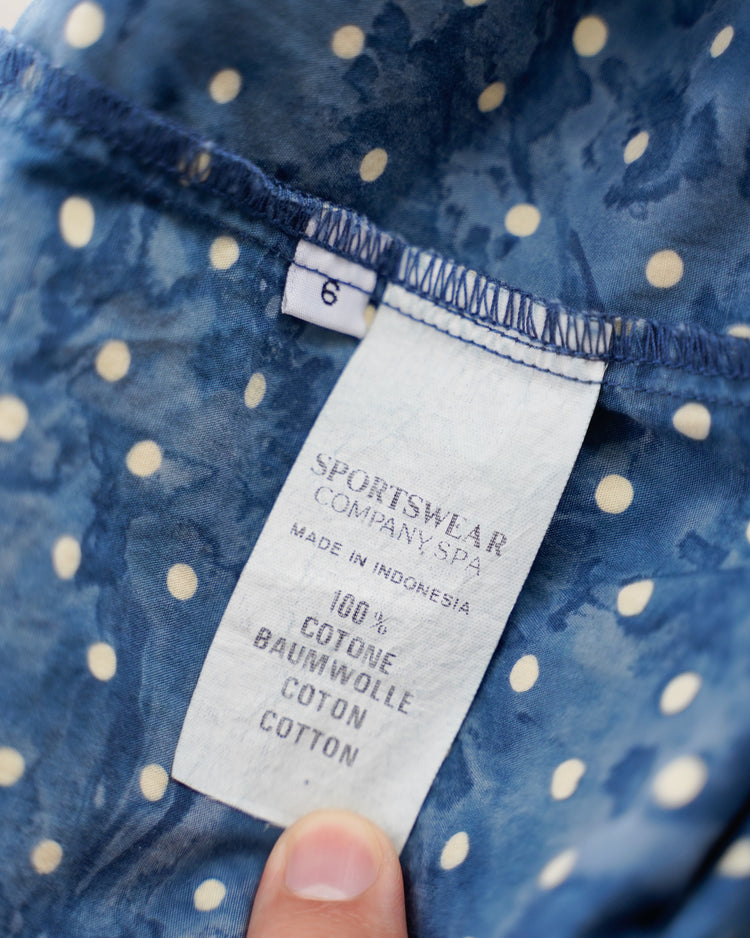 6
SPORTSWEAR
COMPANY, SPA
MADE IN INDONESIA
100%
COTONE
BAUMWOLLE
COTON
COTTON